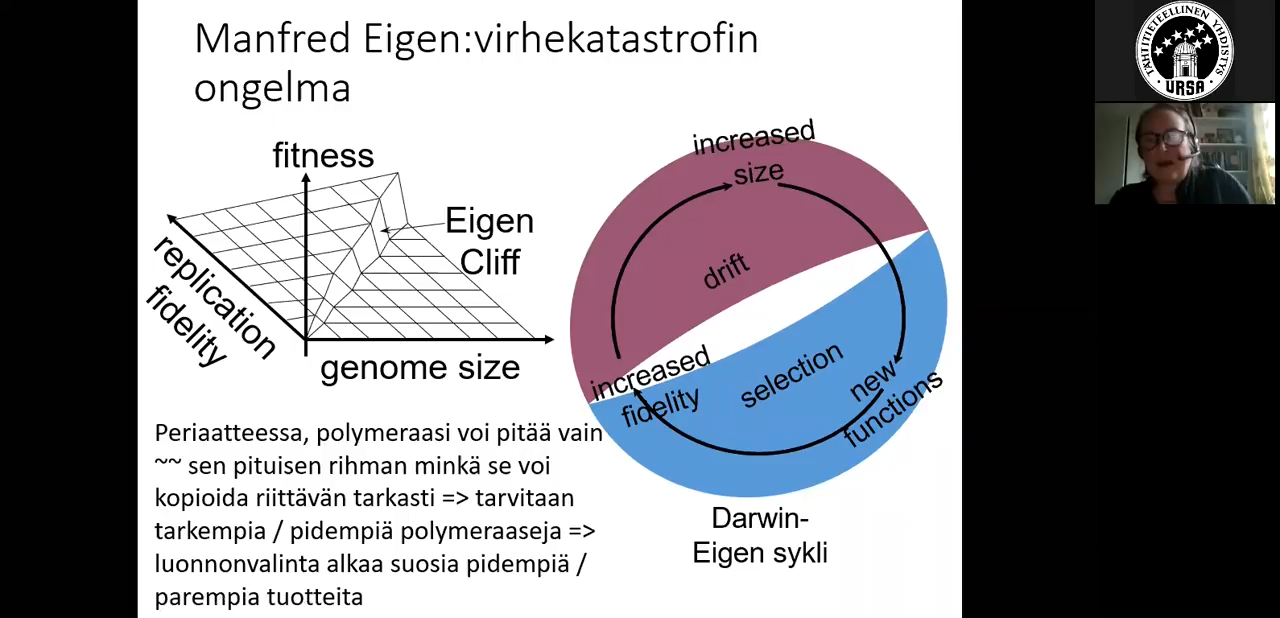 Manfred Eigen:virhekatastrofin
ongelma
fitness
Eigen
Cliff
replication
fidelity
genome size
increased
size
drift
increased
fidelity
selection
new
functions
Darwin-
Eigen sykli
Periaatteessa, polymeraasi voi pitää vain
~~ sen pituisen rihman minkä se voi
kopioida riittävän tarkasti => tarvitaan
tarkempia / pidempiä polymeraaseja =>
luonnonvalinta alkaa suosia pidempiä /
parempia tuotteita
TÄHTITIETEELLINEN YHDISTYS
URSA